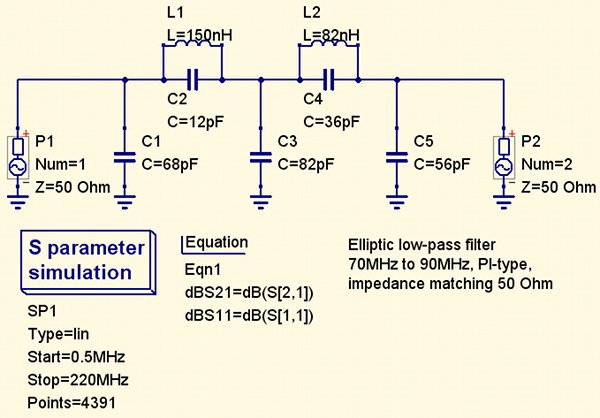 L1
L=150nH
L2
L=82nH
C2
C=12pF
C4
C=36pF
P1
Num=1
Z=50 Ohm
C1
C=68pF
C3
C=82pF
C5
C=56pF
P2
Num=2
Z=50 Ohm
S parameter
simulation
SP1
Type=lin
Start=0.5MHz
Stop=220MHz
Points=4391
Equation
Eqn1
dBS21=dB(S[2,1])
dBS11=dB(S[1,1])
Elliptic low-pass filter
70MHz to 90MHz, PI-type,
impedance matching 50 Ohm